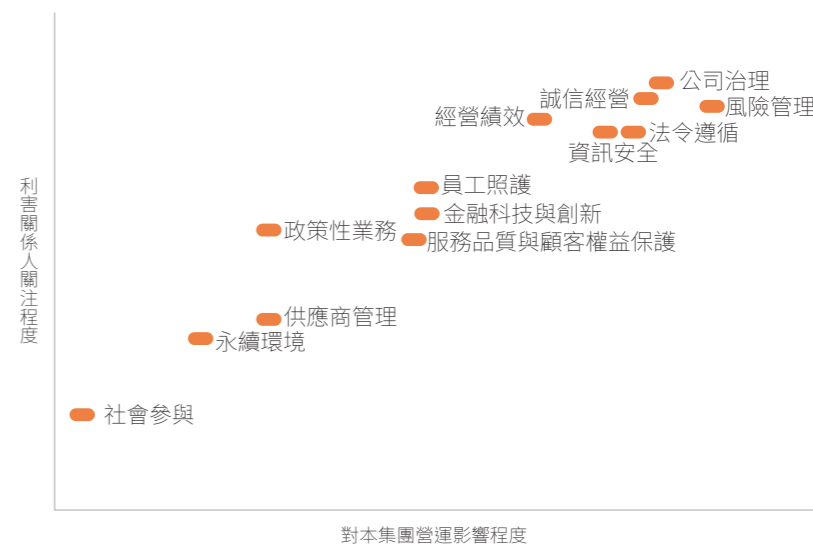 公司治理
誠信經營
風險管理
經營績效
法令遵循
資訊安全
員工照護
金融科技與創新
政策性業務
服務品質與顧客權益保護
供應商管理
永續環境
社會參與
利害關係人關注程度
對本集團營運影響程度